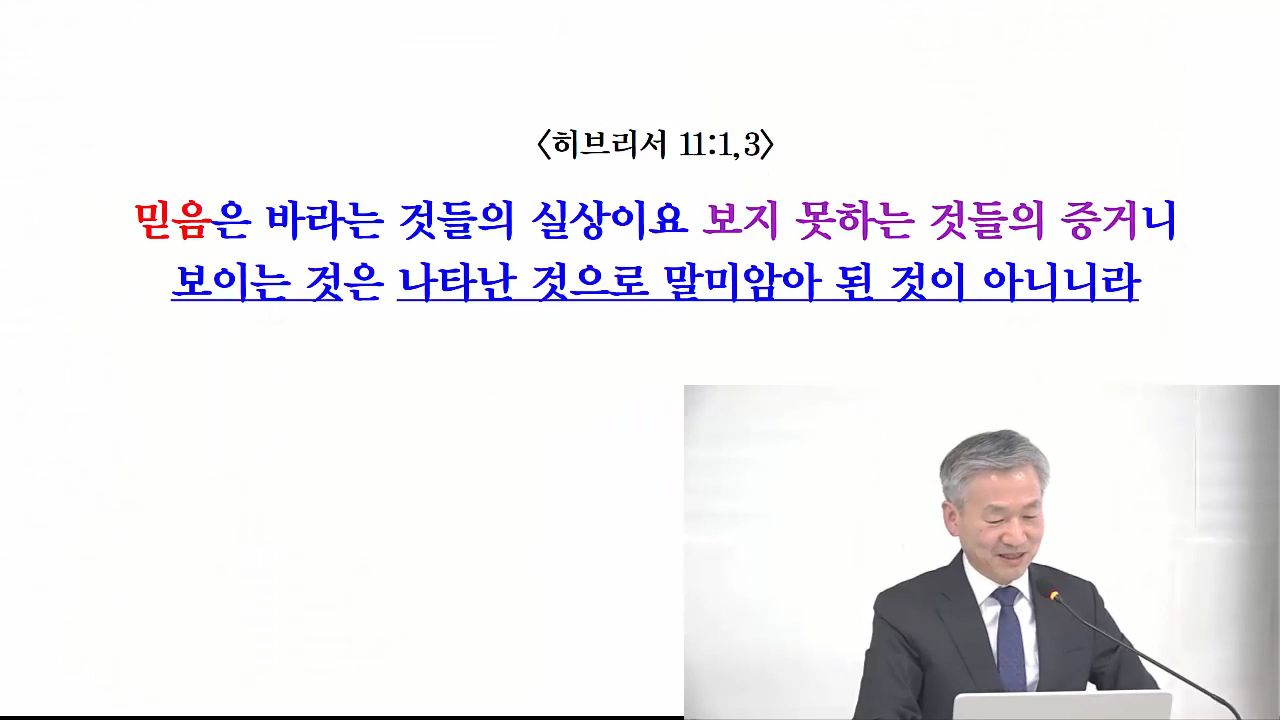 <히브리서 11:1,3>
믿음은 바라는 것들의 실상이요 보지 못하는 것들의 증거니
보이는 것은 나타난 것으로 말미암아 된 것이 아니니라